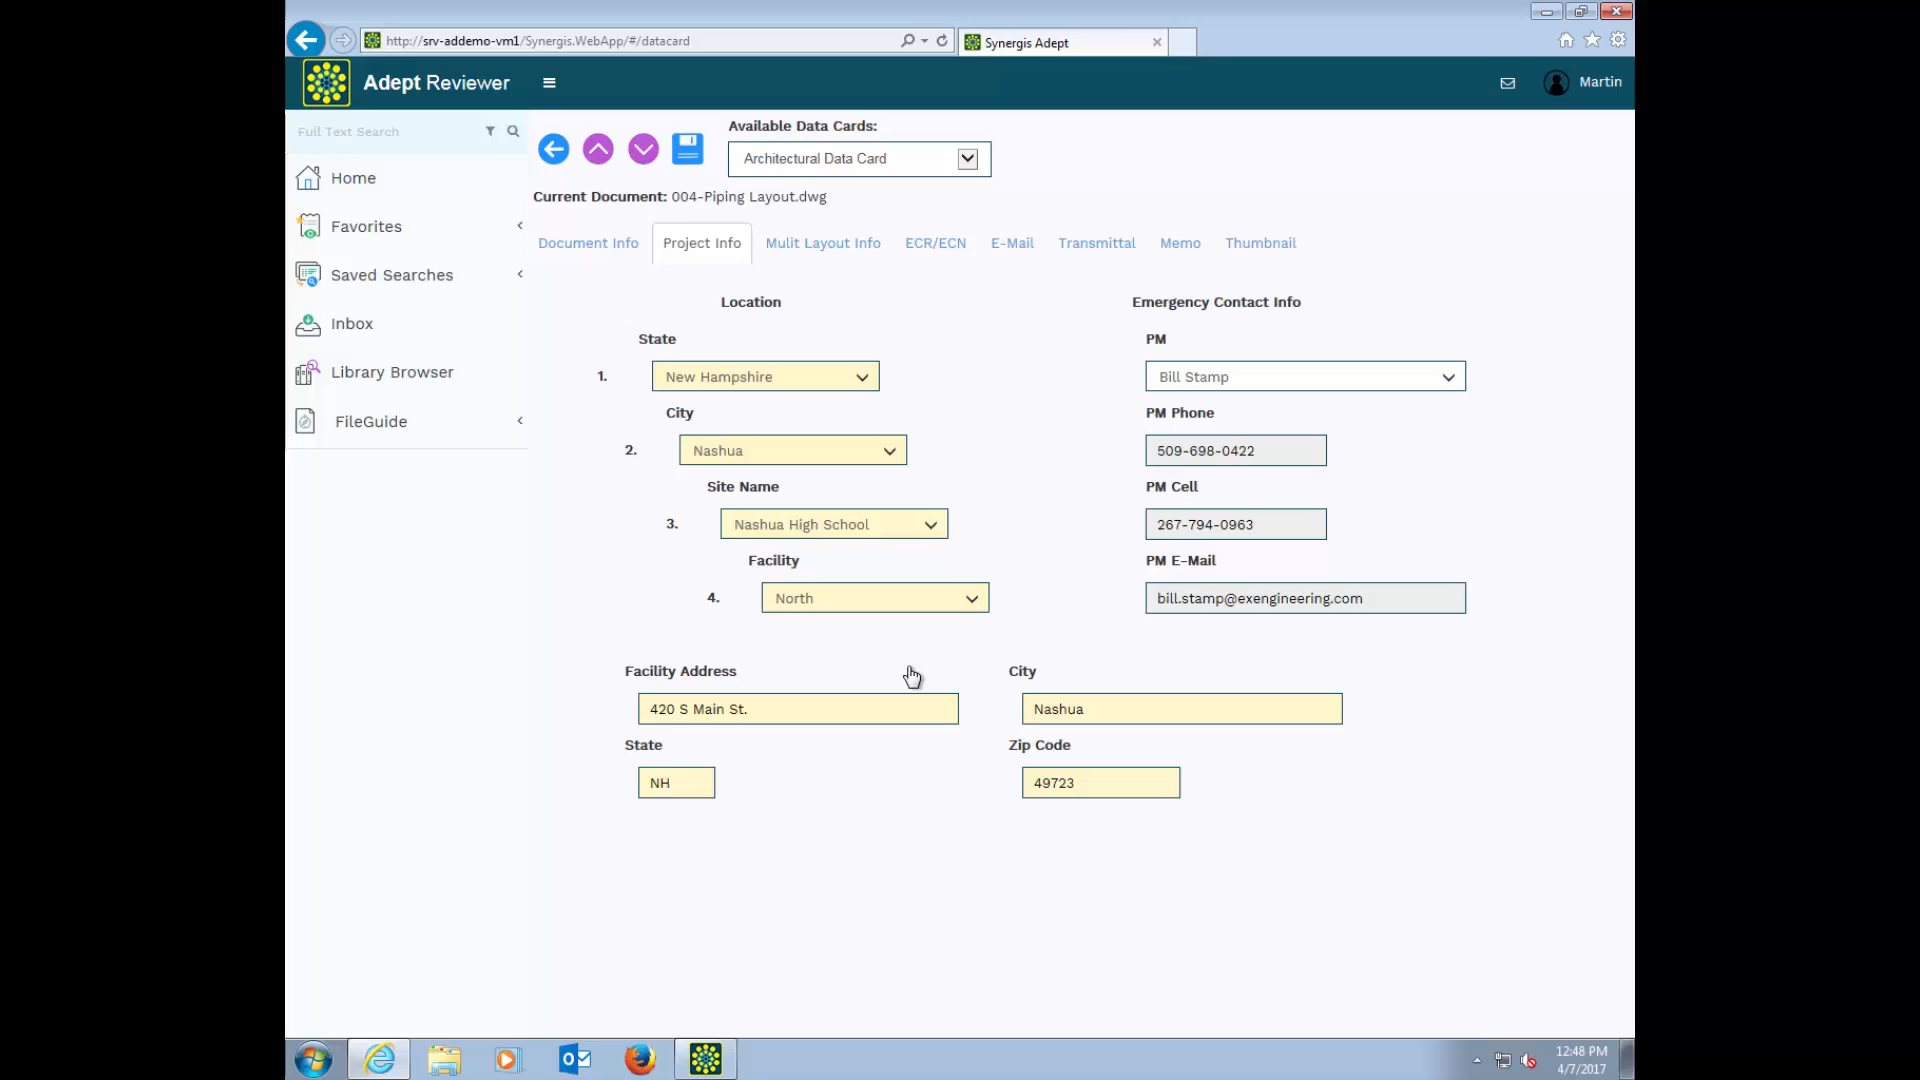 http://srv-addemo-vm1/Synergis.WebApp/#/datacard
Synergis Adept
Adept Reviewer
Martin
Full Text Search
Home
Favorites
Saved Searches
Inbox
Library Browser
FileGuide
Available Data Cards:
Architectural Data Card
Current Document: 004-Piping Layout.dwg
Document Info
Project Info
Mulit Layout Info
ECR/ECN
E-Mail
Transmittal
Memo
Thumbnail
Location
State
1. New Hampshire
City
2. Nashua
Site Name
3. Nashua High School
Facility
4. North
Emergency Contact Info
PM
Bill Stamp
PM Phone
509-698-0422
PM Cell
267-794-0963
PM E-Mail
bill.stamp@exengineering.com
Facility Address
420 S Main St.
City
Nashua
State
NH
Zip Code
49723
12:48 PM
4/7/2017